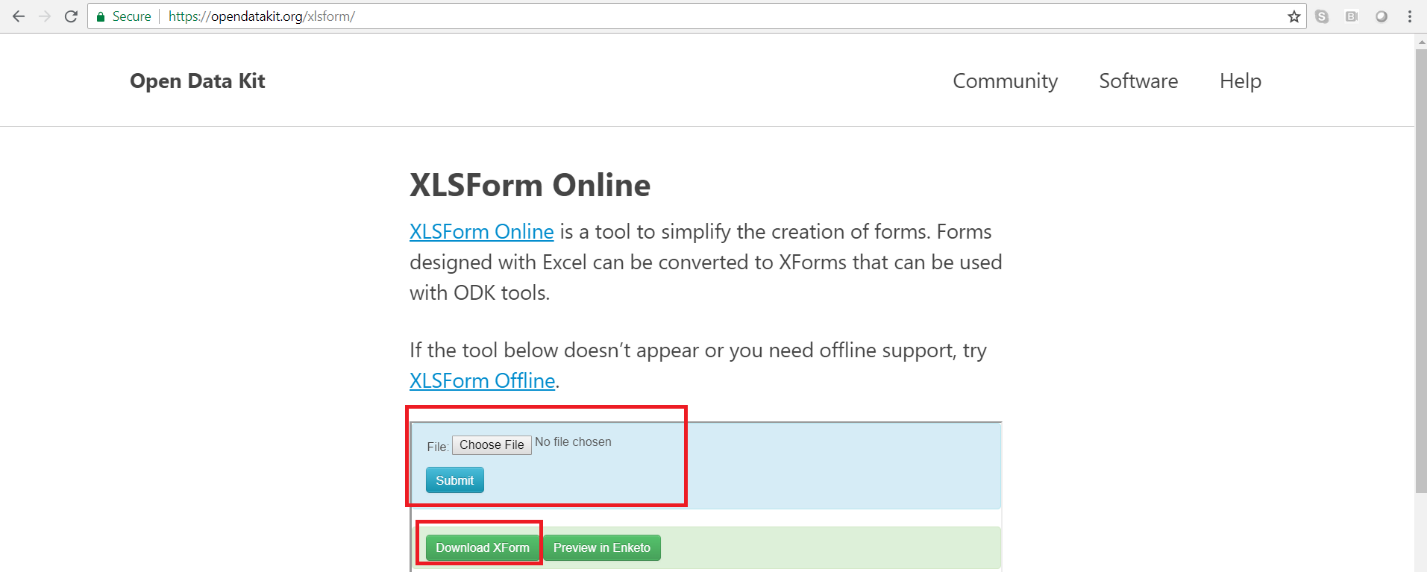 Secure https://opendatakit.org/xlsform/
Open Data Kit Community Software Help
XLSForm Online
XLSForm Online is a tool to simplify the creation of forms. Forms
designed with Excel can be converted to XForms that can be used
with ODK tools.
If the tool below doesn’t appear or you need offline support, try
XLSForm Offline.
File: Choose File No file chosen
Submit
Download XForm Preview in Enketo